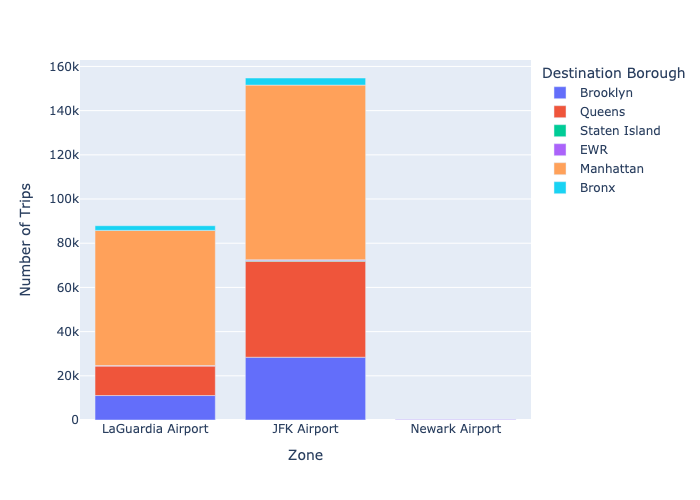 160k
140k
120k
100k
80k
60k
40k
20k
0
Number of Trips
LaGuardia Airport
JFK Airport
Newark Airport
Zone
Destination Borough
Brooklyn
Queens
Staten Island
EWR
Manhattan
Bronx